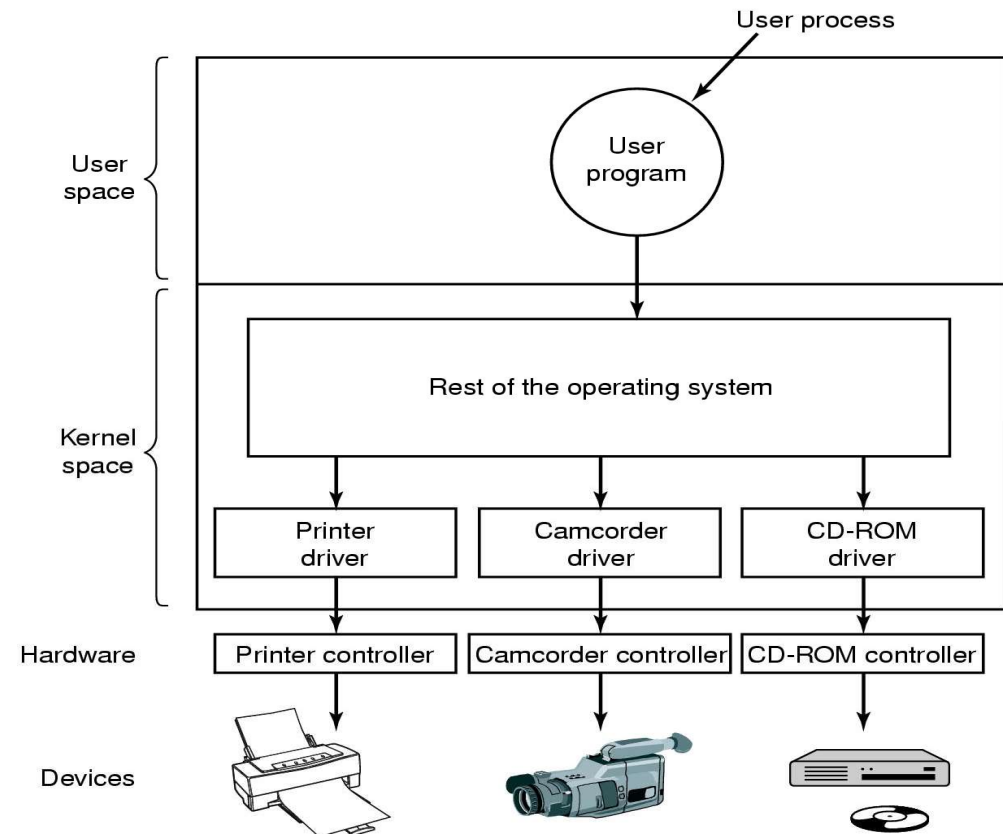 User process
User
space
User
program
Kernel
space
Rest of the operating system
Printer
driver
Camcorder
driver
CD-ROM
driver
Hardware
Printer controller
Camcorder controller
CD-ROM controller
Devices